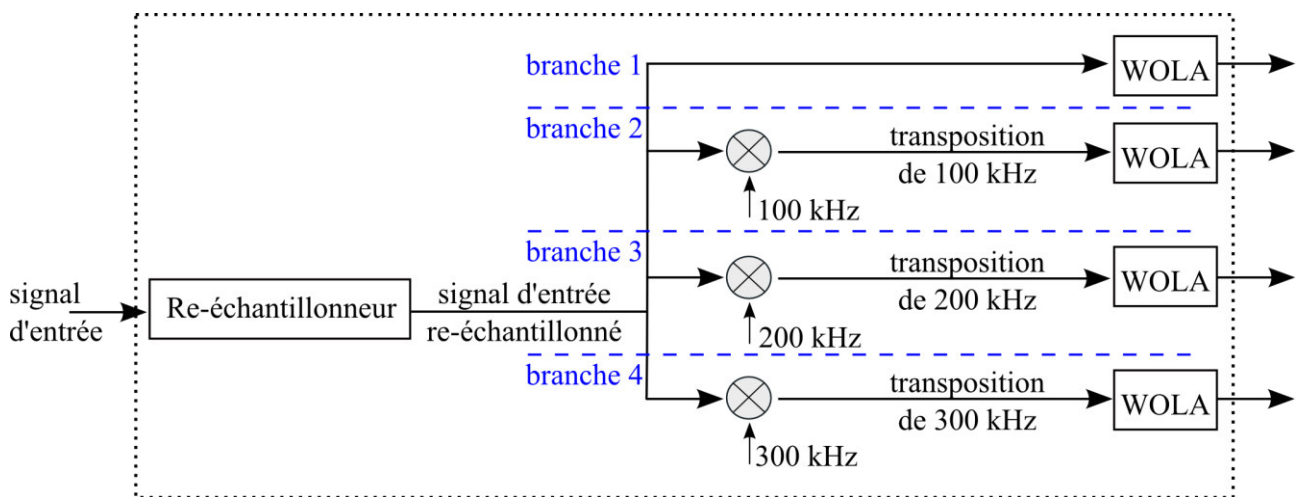 branche 1
WOLA
branche 2
transposition
de 100 kHz
WOLA
100 kHz
branche 3
transposition
de 200 kHz
WOLA
200 kHz
signal
d'entrée
Re-échantillonneur
signal d'entrée
re-échantillonné
branche 4
transposition
de 300 kHz
WOLA
300 kHz